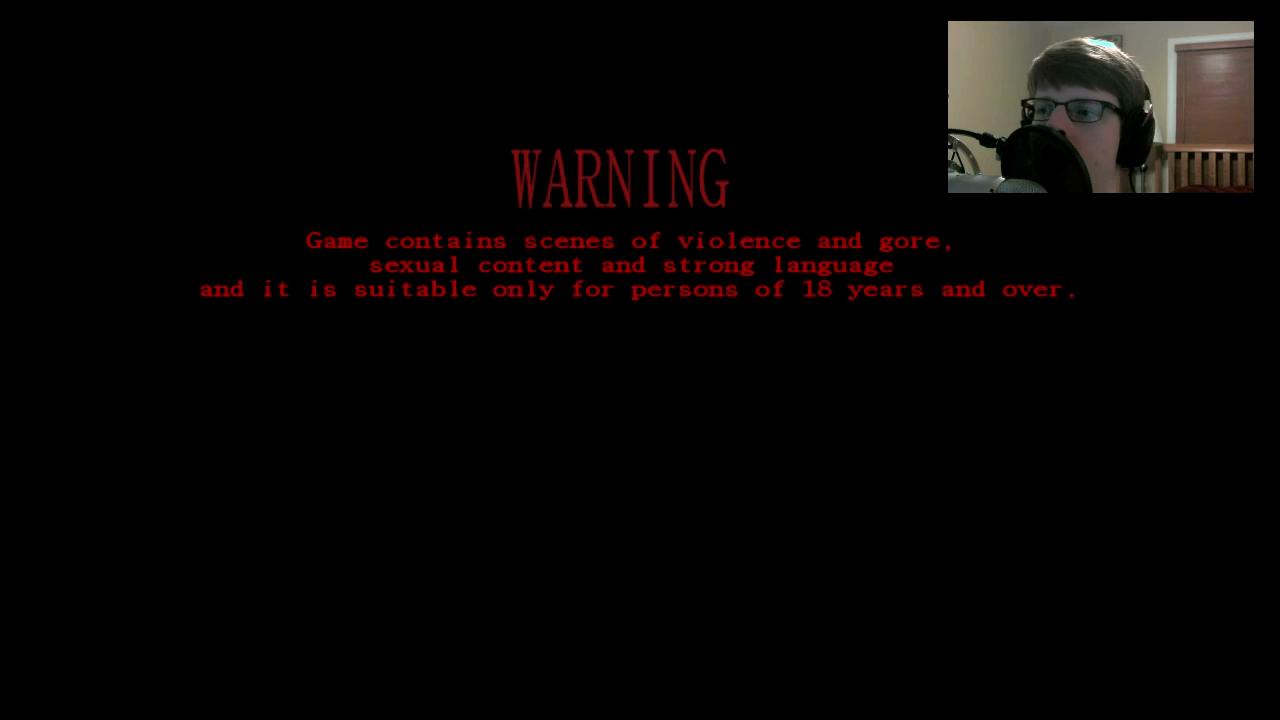 WARNING
Game contains scenes of violence and gore,
sexual content and strong language
and it is suitable only for persons of 18 years and over.